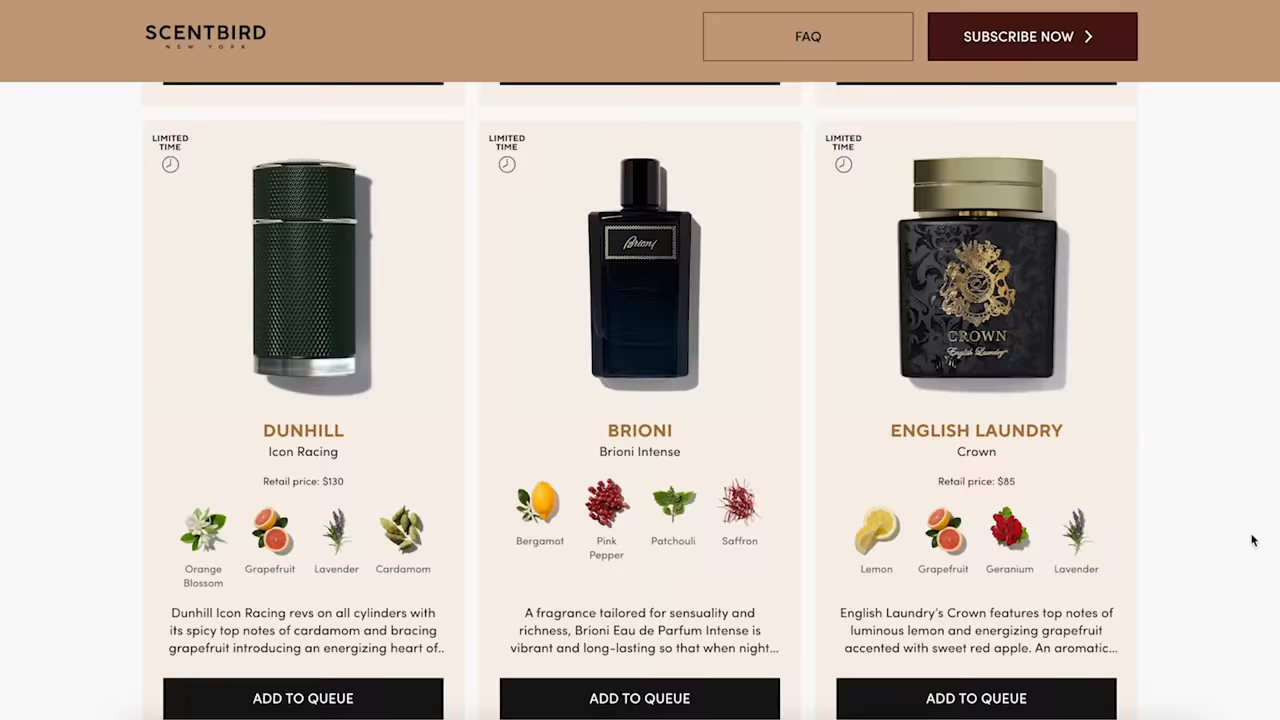 SCENTBIRD
NEW YORK
FAQ
SUBSCRIBE NOW
LIMITED
TIME
LIMITED
TIME
LIMITED
TIME
Brioni
CROWN
English Laundry
DUNHILL
Icon Racing
Retail price: $130
Orange
Blossom
Grapefruit
Lavender
Cardamom
Dunhill Icon Racing revs on all cylinders with
its spicy top notes of cardamom and bracing
grapefruit introducing an energizing heart of..
ADD TO QUEUE
BRIONI
Brioni Intense
Bergamot
Pink
Pepper
Patchouli
Saffron
A fragrance tailored for sensuality and
richness, Brioni Eau de Parfum Intense is
vibrant and long-lasting so that when night...
ADD TO QUEUE
ENGLISH LAUNDRY
Crown
Retail price: $85
Lemon
Grapefruit
Geranium
Lavender
English Laundry's Crown features top notes of
luminous lemon and energizing grapefruit
accented with sweet red apple. An aromatic...
ADD TO QUEUE